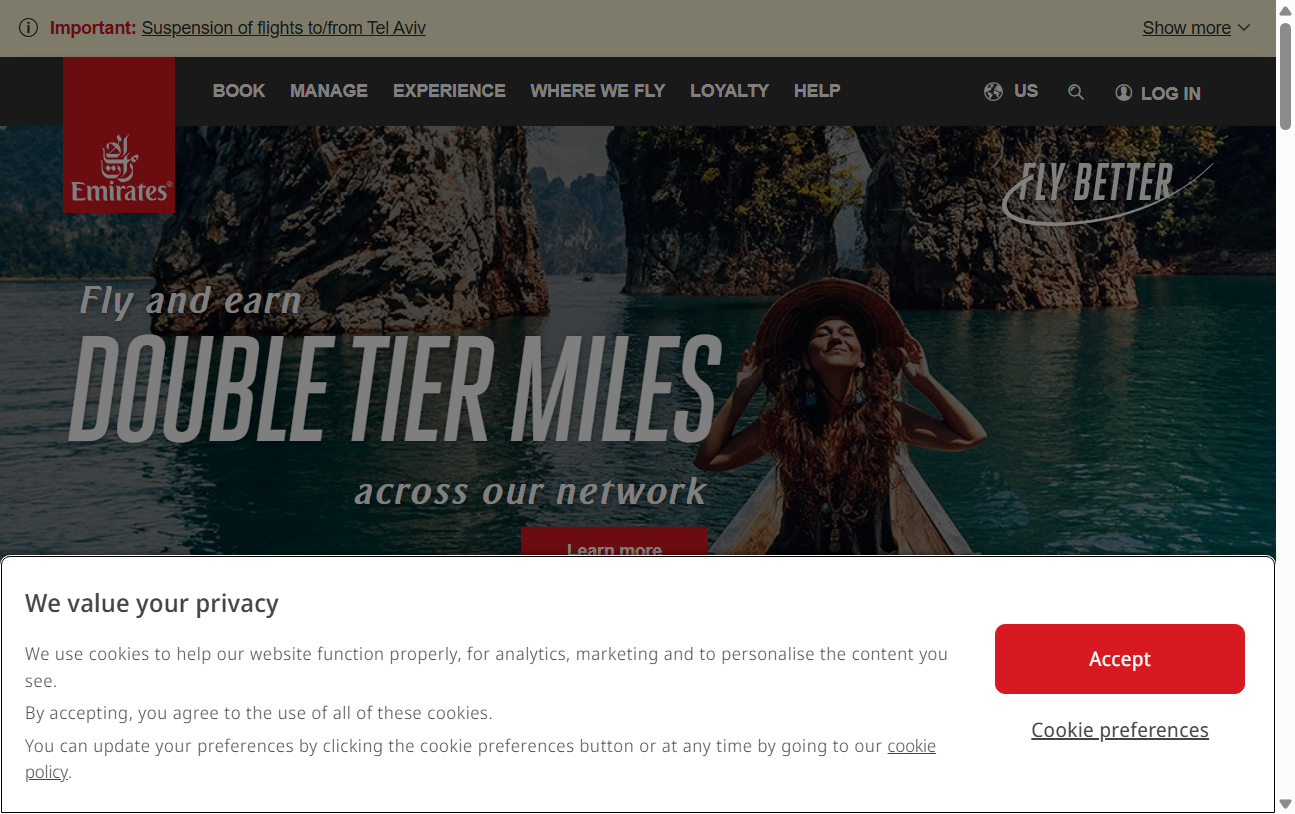 Important: Suspension of flights to/from Tel Aviv
Show more
BOOK MANAGE EXPERIENCE WHERE WE FLY LOYALTY HELP
US
LOG IN
Emirates®
FLY BETTER
Fly and earn
DOUBLE TIER MILES
across our network
Learn more
We value your privacy
We use cookies to help our website function properly, for analytics, marketing and to personalise the content you
see.
By accepting, you agree to the use of all of these cookies.
You can update your preferences by clicking the cookie preferences button or at any time by going to our cookie
policy.
Accept
Cookie preferences